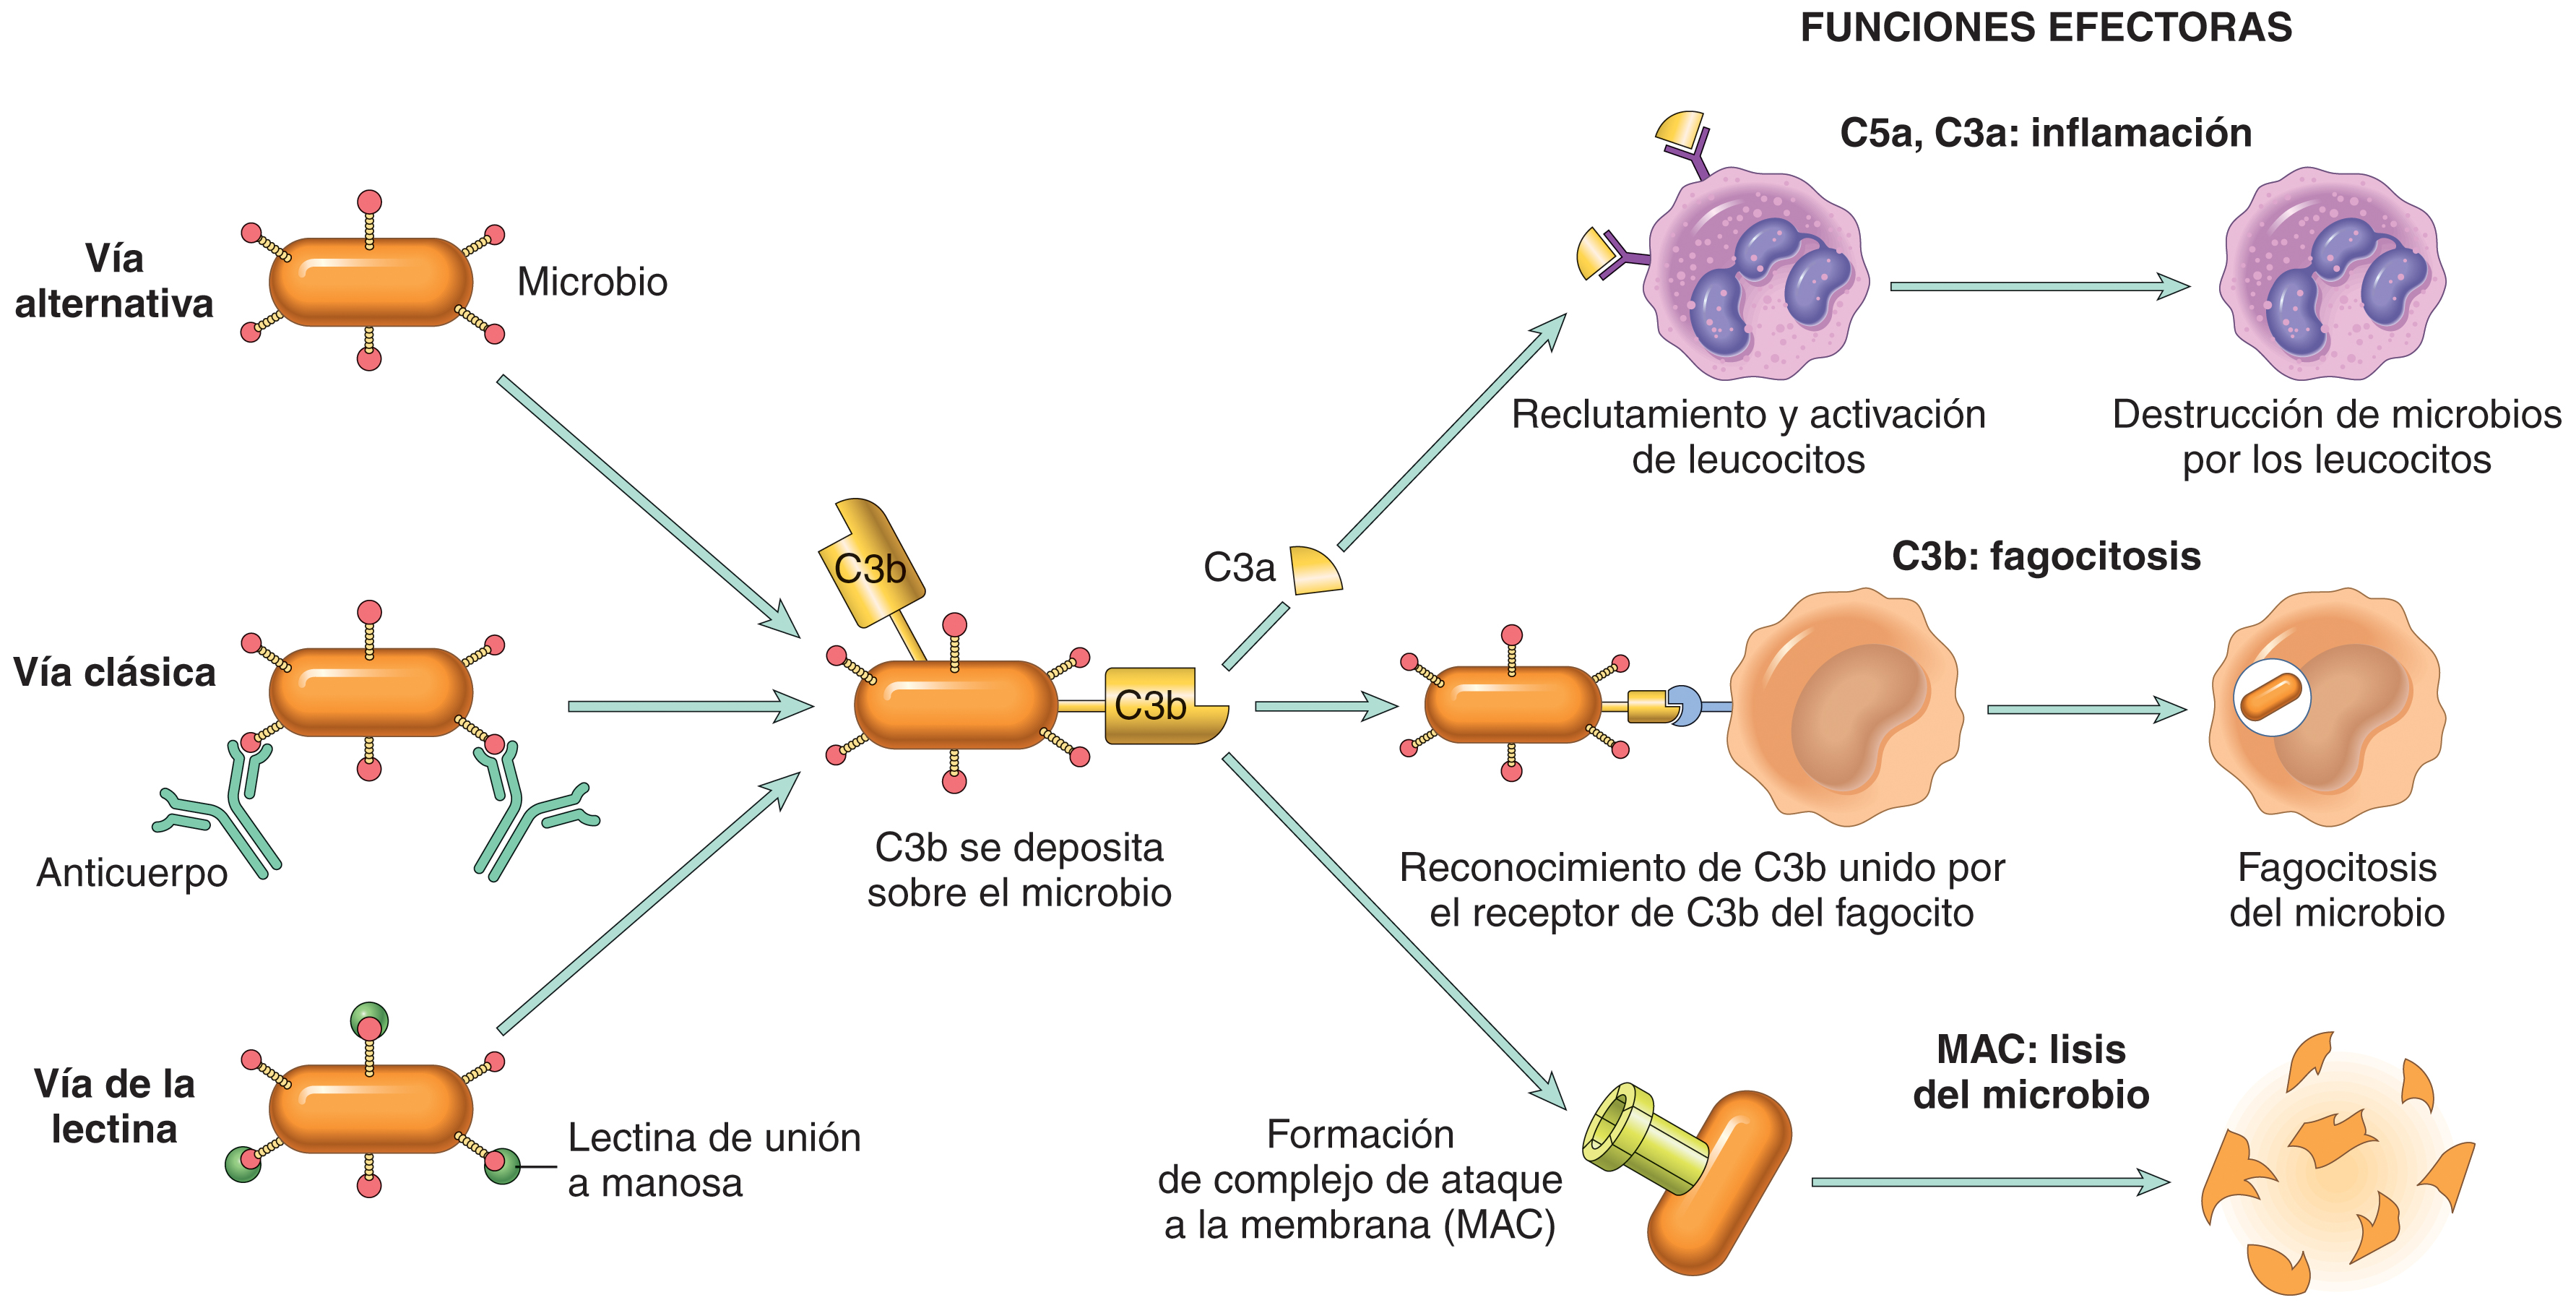 FUNCIONES EFECTORAS
C5a, C3a: inflamación
Vía
alternativa
Microbio
Reclutamiento y activación
de leucocitos
Destrucción de microbios
por los leucocitos
C3b
C3a
C3b: fagocitosis
Vía clásica
C3b
Anticuerpo
C3b se deposita
sobre el microbio
Reconocimiento de C3b unido por
el receptor de C3b del fagocito
Fagocitosis
del microbio
Vía de la
lectina
Lectina de unión
a manosa
Formación
de complejo de ataque
a la membrana (MAC)
MAC: lisis
del microbio